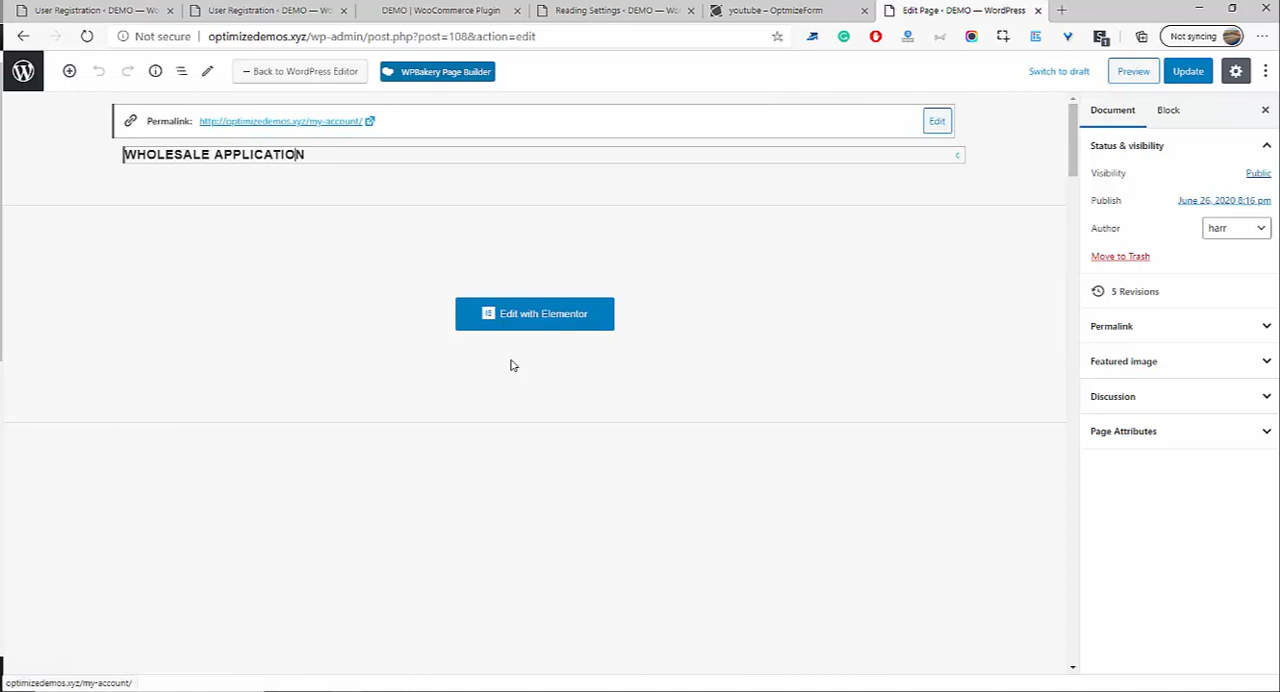 User Registration ‹ DEMO — Wo
User Registration ‹ DEMO — Wo
DEMO | WooCommerce Plugin
Reading Settings ‹ DEMO — Wo
youtube – OptmizeForm
Edit Page ‹ DEMO — WordPress
Not secure | optimizedemos.xyz/wp-admin/post.php?post=108&action=edit
Not syncing
← Back to WordPress Editor
WPBakery Page Builder
Switch to draft
Preview
Update
Permalink: http://optimizedemos.xyz/my-account/
Edit
WHOLESALE APPLICATION
Edit with Elementor
Document
Block
Status & visibility
Visibility
Public
Publish
June 26, 2020 8:16 pm
Author
harr
Move to Trash
5 Revisions
Permalink
Featured image
Discussion
Page Attributes
optimizedemos.xyz/my-account/